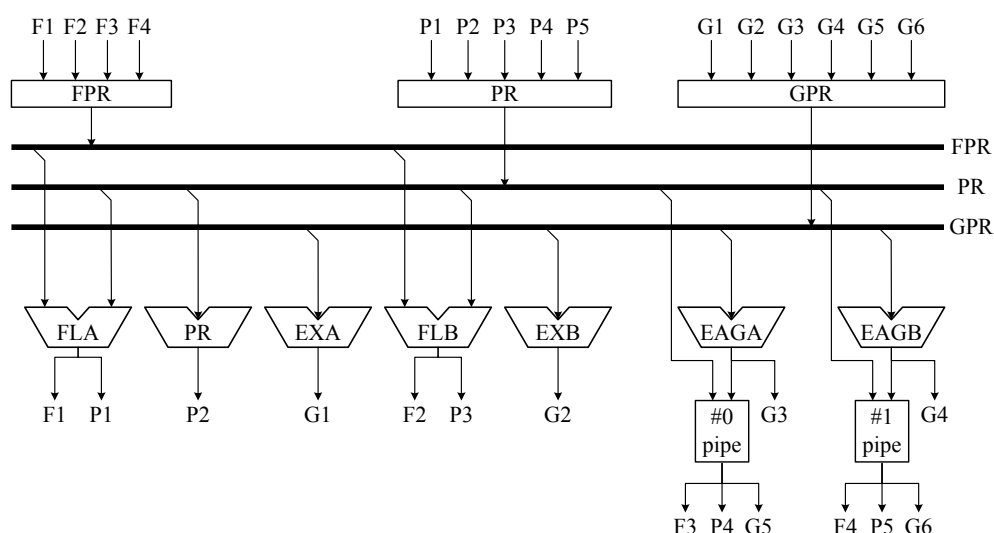 F1 F2 F3 F4 P1 P2 P3 P4 P5 G1 G2 G3 G4 G5 G6
FPR PR GPR
FPR
PR
GPR
FLA PR EXA FLB EXB EAGA EAGB
F1 P1 P2 G1 F2 P3 G2 #0 G3 #1 G4
pipe pipe
F3 P4 G5 F4 P5 G6